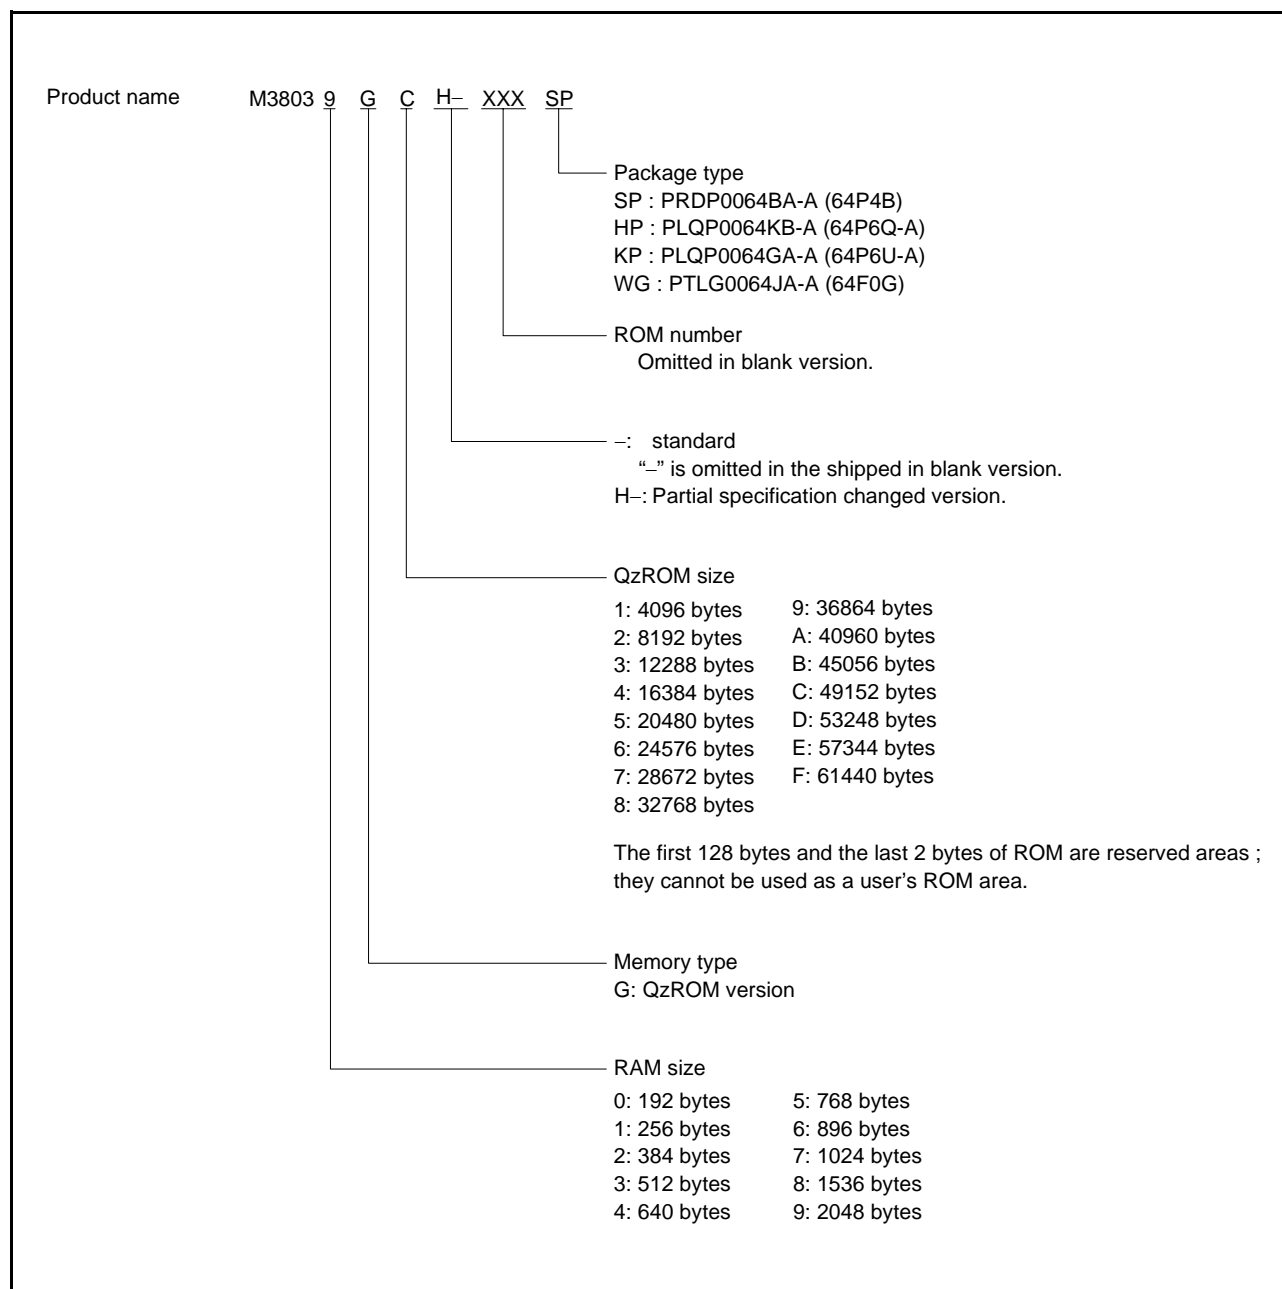 Product name M3803 9 G C H– XXX SP
Package type
SP : PRDP0064BA-A (64P4B)
HP : PLQP0064KB-A (64P6Q-A)
KP : PLQP0064GA-A (64P6U-A)
WG : PTLG0064JA-A (64F0G)
ROM number
Omitted in blank version.
–: standard
“–” is omitted in the shipped in blank version.
H–: Partial specification changed version.
QzROM size
1: 4096 bytes
2: 8192 bytes
3: 12288 bytes
4: 16384 bytes
5: 20480 bytes
6: 24576 bytes
7: 28672 bytes
8: 32768 bytes
9: 36864 bytes
A: 40960 bytes
B: 45056 bytes
C: 49152 bytes
D: 53248 bytes
E: 57344 bytes
F: 61440 bytes
The first 128 bytes and the last 2 bytes of ROM are reserved areas ;
they cannot be used as a user’s ROM area.
Memory type
G: QzROM version
RAM size
0: 192 bytes
1: 256 bytes
2: 384 bytes
3: 512 bytes
4: 640 bytes
5: 768 bytes
6: 896 bytes
7: 1024 bytes
8: 1536 bytes
9: 2048 bytes